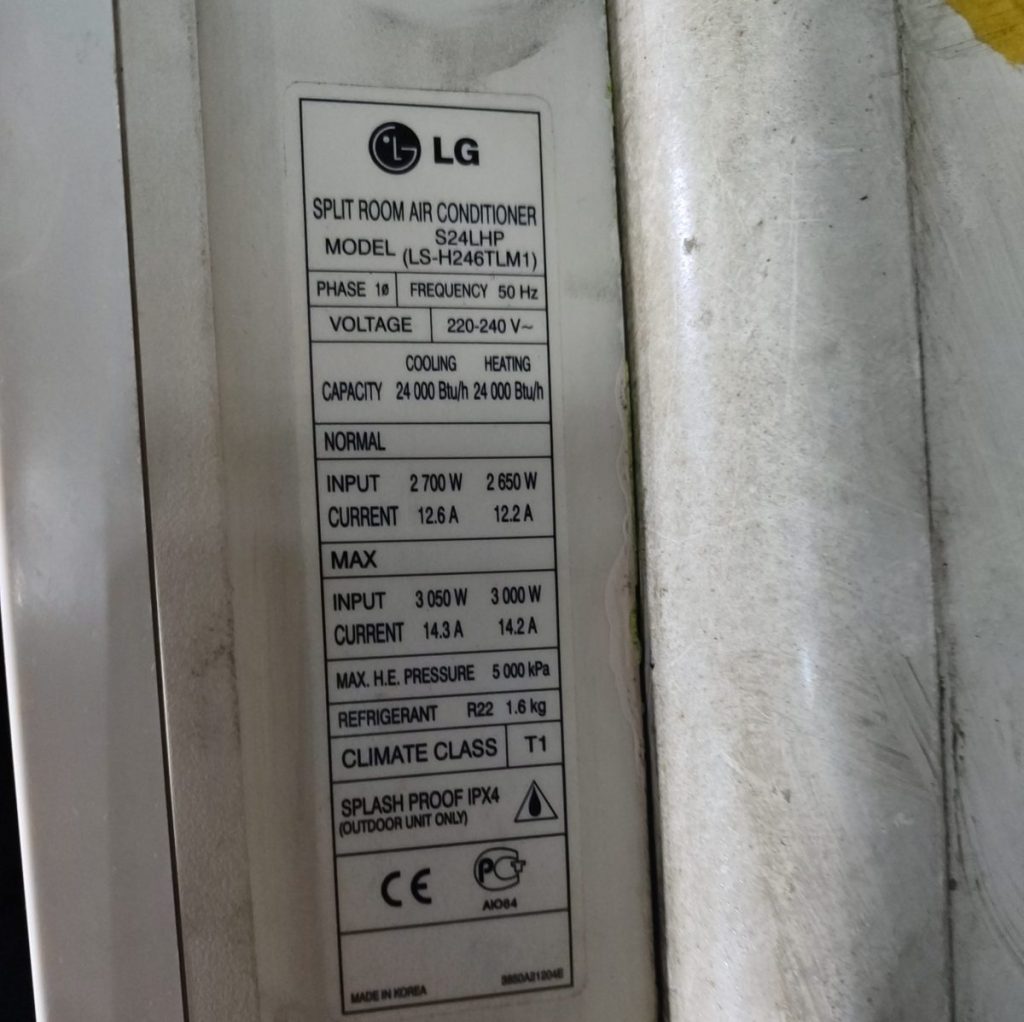 LG
SPLIT ROOM AIR CONDITIONER
MODEL S24LHP
(LS-H246TLM1)
PHASE 1ø FREQUENCY 50 Hz
VOLTAGE 220-240 V~
COOLING HEATING
CAPACITY 24 000 Btu/h 24 000 Btu/h
NORMAL
INPUT 2 700 W 2 650 W
CURRENT 12.6 A 12.2 A
MAX
INPUT 3 050 W 3 000 W
CURRENT 14.3 A 14.2 A
MAX. H.E. PRESSURE 5 000 kPa
REFRIGERANT R22 1.6 kg
CLIMATE CLASS T1
SPLASH PROOF IPX4
(OUTDOOR UNIT ONLY)
CE PCT
MADE IN KOREA